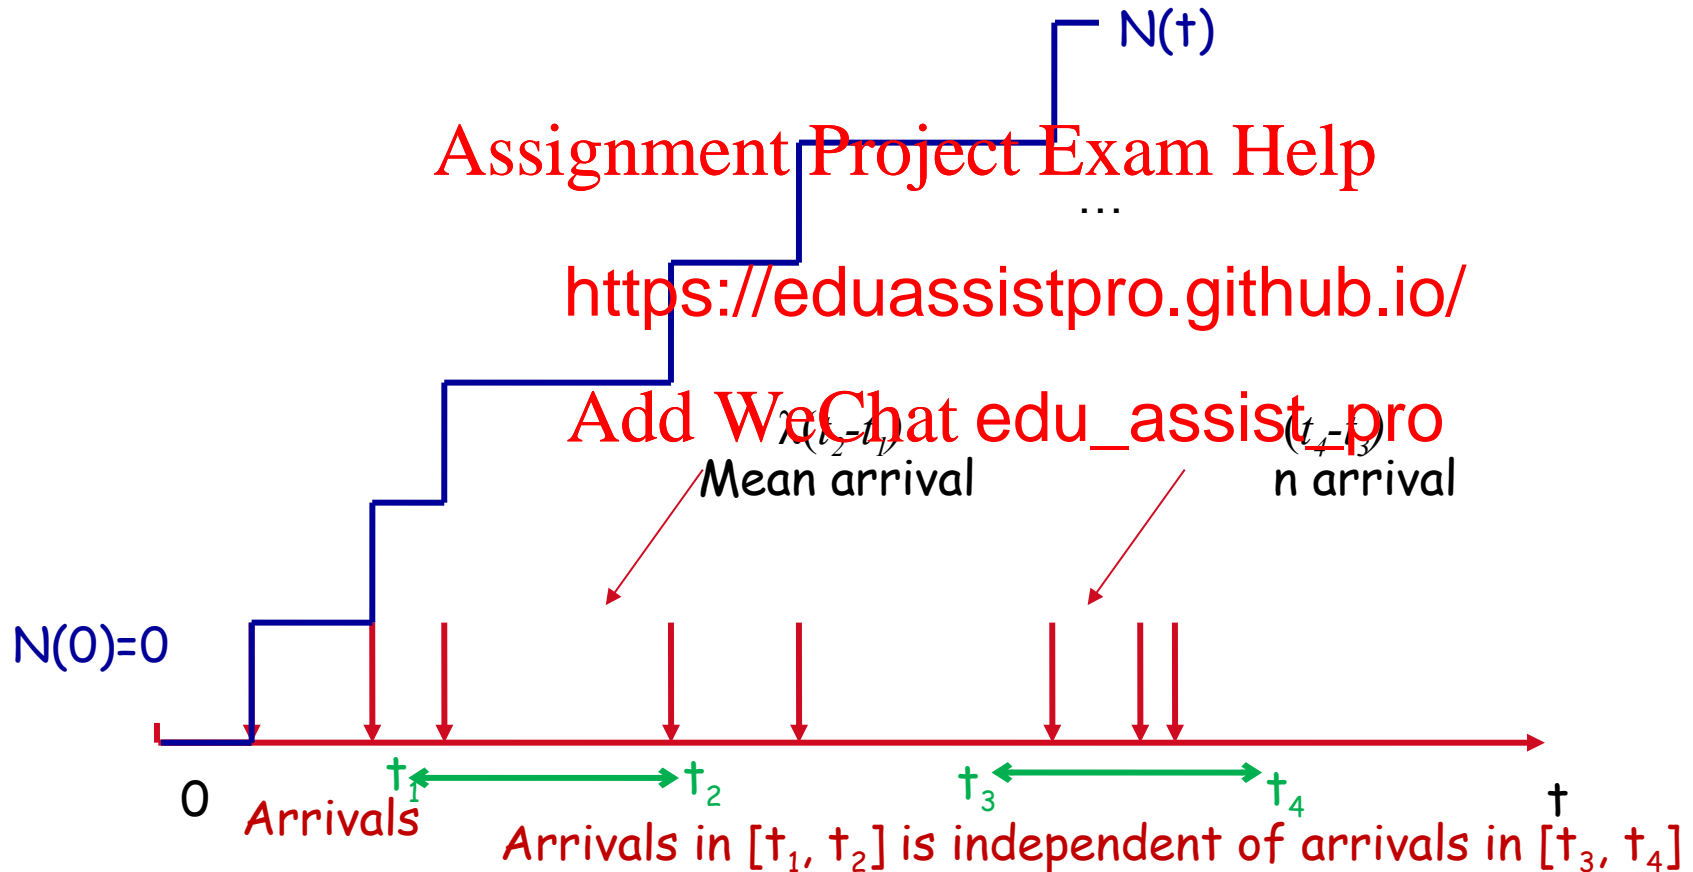 N(t)
Assignment Project Exam Help
...
https://eduassistpro.github.io/
Add WeChat edu_assist_pro
λ(t₂-t₁) (t₄-t₃)
Mean arrival n arrival
N(0)=0
t₁ t₂ t₃ t₄
0 t
Arrivals
Arrivals in [t₁, t₂] is independent of arrivals in [t₃, t₄]